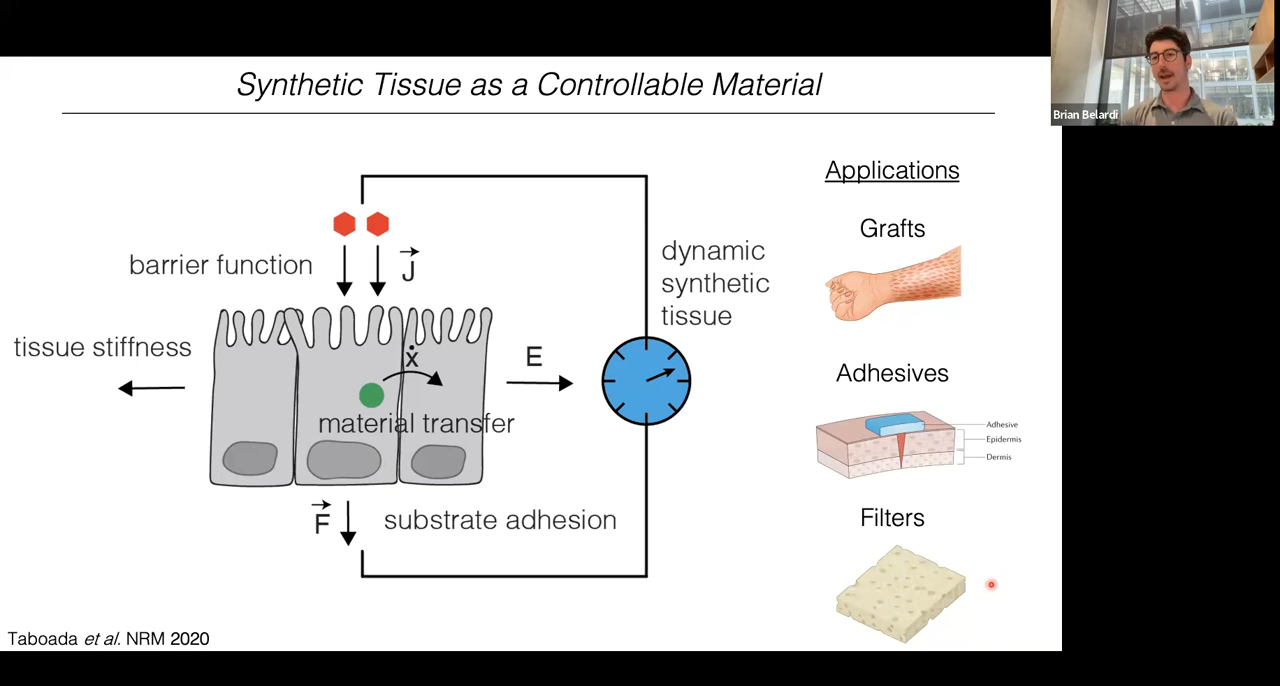 Synthetic Tissue as a Controllable Material
Brian Belardi
Applications
Grafts
barrier function
J
dynamic
synthetic
tissue
tissue stiffness
ẋ
E
material transfer
Adhesives
Adhesive
Epidermis
Dermis
F
substrate adhesion
Filters
Taboada et al. NRM 2020